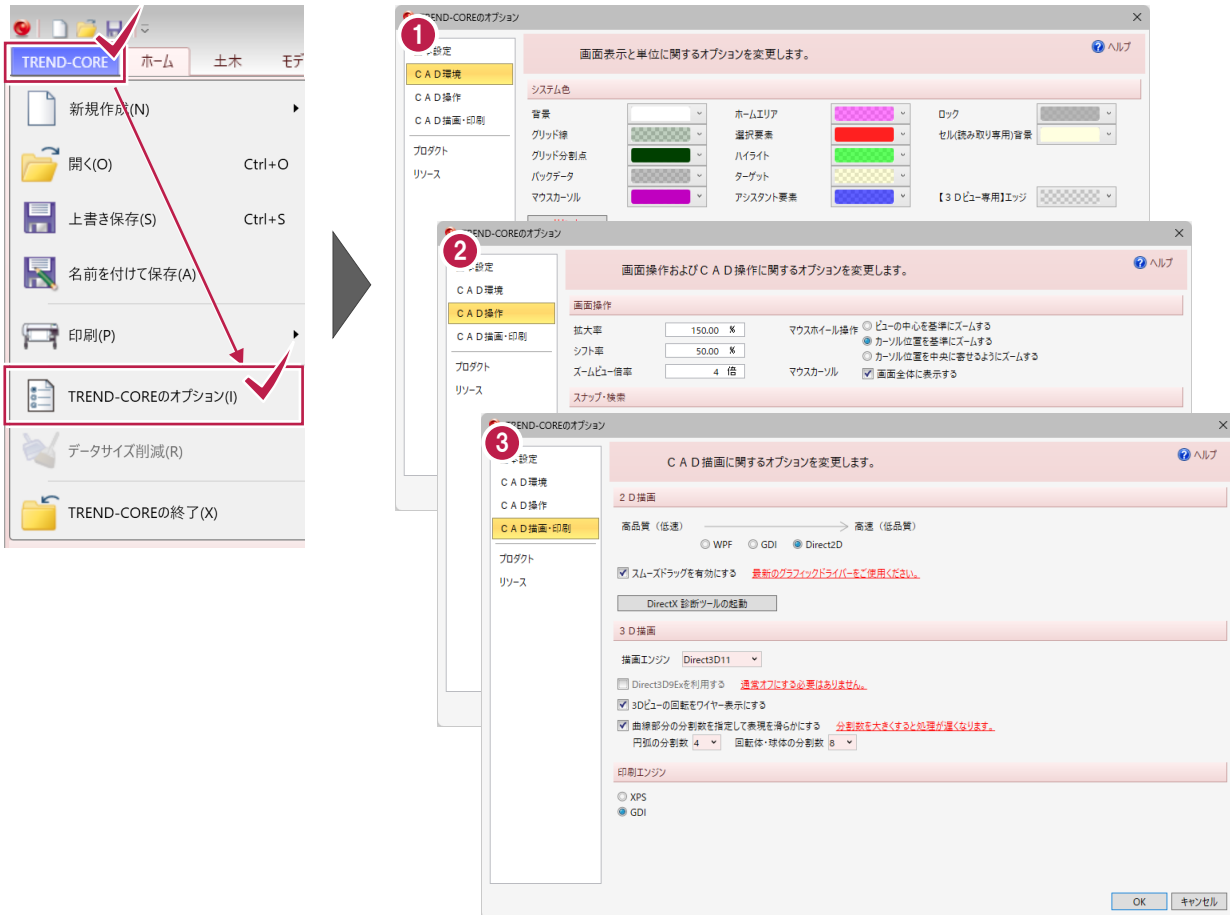 TREND-CORE ホーム 土木 モデ
新規作成(N)
開く(O) Ctrl+O
上書き保存(S) Ctrl+S
名前を付けて保存(A)
印刷(P)
TREND-COREのオプション(I)
データサイズ削減(R)
TREND-COREの終了(X)
1
TREND-COREのオプション
設定
CAD環境
CAD操作
CAD描画・印刷
プロダクト
リソース
画面表示と単位に関するオプションを変更します。
ヘルプ
システム色
背景 ホームエリア ロック
グリッド線 選択要素 セル(読み取り専用)背景
グリッド分割点 ハイライト
バックデータ ターゲット
マウスカーソル アシスタント要素 【3Dビュー専用】エッジ
2
TREND-COREのオプション
設定
CAD環境
CAD操作
CAD描画・印刷
プロダクト
リソース
画面操作およびCAD操作に関するオプションを変更します。
ヘルプ
画面操作
拡大率 150.00 % マウスホイール操作 ビューの中心を基準にズームする
シフト率 50.00 % カーソル位置を基準にズームする
カーソル位置を中央に寄せるようにズームする
ズームビュー倍率 4 倍 マウスカーソル 画面全体に表示する
スナップ・検索
3
TREND-COREのオプション
設定
CAD環境
CAD操作
CAD描画・印刷
プロダクト
リソース
CAD描画に関するオプションを変更します。
ヘルプ
2D描画
高品質(低速) 高速(低品質)
WPF GDI Direct2D
スムーズドラッグを有効にする 最新のグラフィックドライバーをご使用ください。
DirectX 診断ツールの起動
3D描画
描画エンジン Direct3D11
Direct3D9Exを利用する 通常オフにする必要はありません。
3Dビューの回転をワイヤー表示にする
曲線部分の分割数を指定して表現を滑らかにする 分割数を大きくすると処理が遅くなります。
円弧の分割数 4 回転体・球体の分割数 8
印刷エンジン
XPS
GDI
OK キャンセル